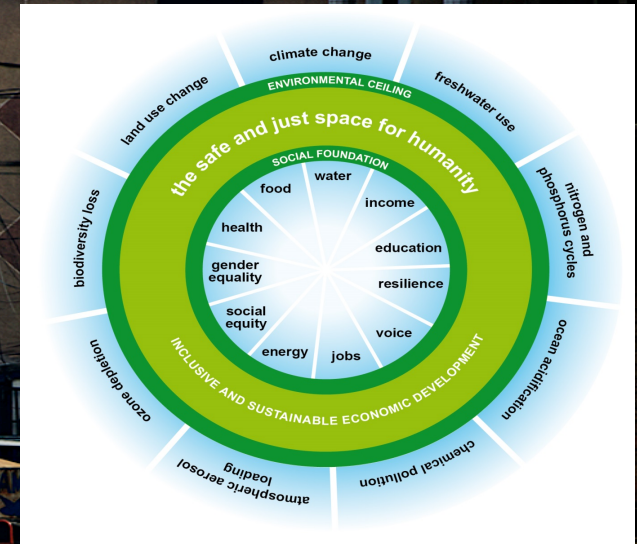 climate change
freshwater use
nitrogen and
phosphorus cycles
ocean acidification
chemical pollution
atmospheric aerosol
loading
ozone depletion
biodiversity loss
land use change
ENVIRONMENTAL CEILING
the safe and just space for humanity
SOCIAL FOUNDATION
water
income
education
resilience
voice
jobs
energy
social
equity
gender
equality
health
food
INCLUSIVE AND SUSTAINABLE ECONOMIC DEVELOPMENT